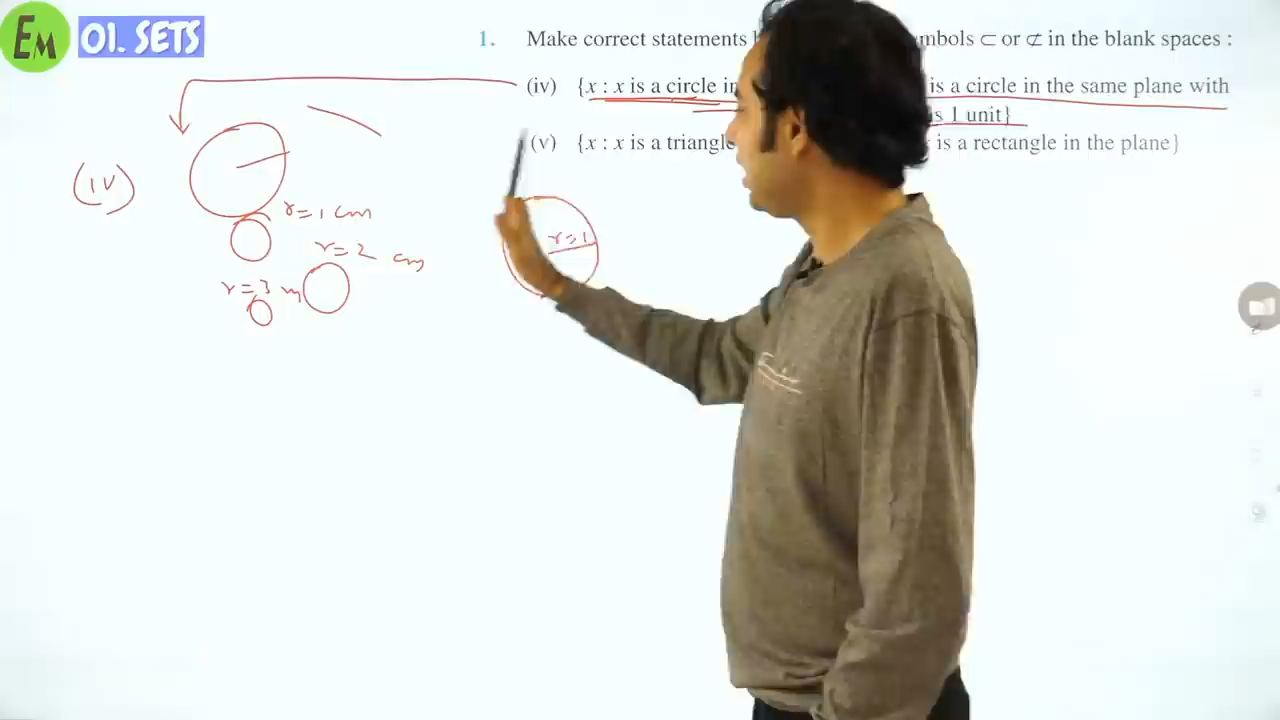 Em 01. SETS
1. Make correct statements mbols ⊂ or ⊄ in the blank spaces :
(iv) {x : x is a circle in is a circle in the same plane with
s 1 unit}
(v) {x : x is a triangle is a rectangle in the plane}
(iv)
r=1 cm
r=2 cm
r=3 m
r=1